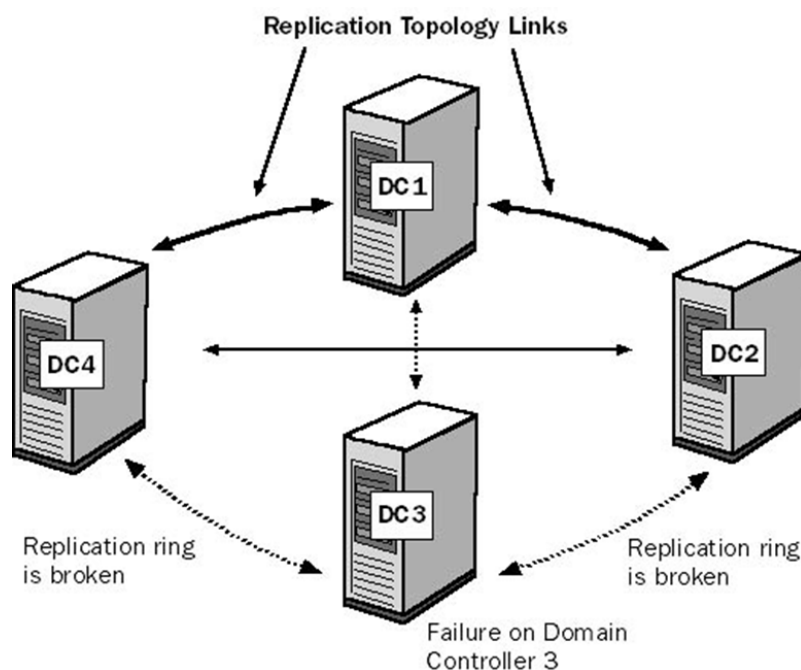 Replication Topology Links
DC1
DC4
DC2
DC3
Replication ring
is broken
Replication ring
is broken
Failure on Domain
Controller 3